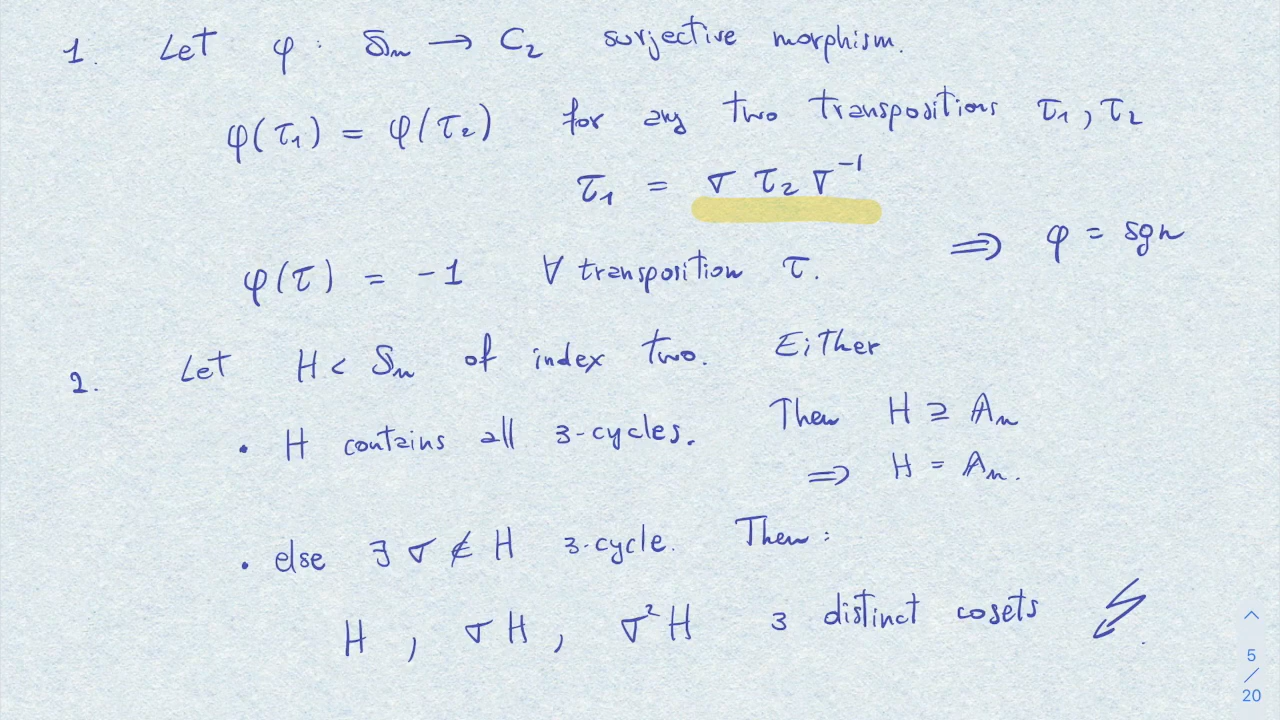 1. Let φ : Sn → C2 surjective morphism.
φ(τ1) = φ(τ2) for any two transpositions τ1, τ2
τ1 = σ τ2 σ⁻¹
φ(τ) = -1 ∀ transposition τ. ⟹ φ = sgn
2. Let H < Sn of index two. Either
• H contains all 3-cycles. Then H ⊇ An
⟹ H = An.
• else ∃ σ ∉ H 3-cycle. Then:
H , σH , σ²H 3 distinct cosets ↯.
5
/
20